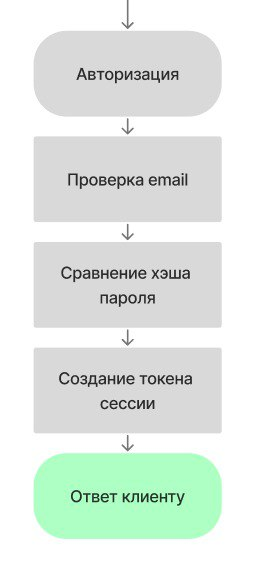 Авторизация
Проверка email
Сравнение хэша
пароля
Создание токена
сессии
Ответ клиенту